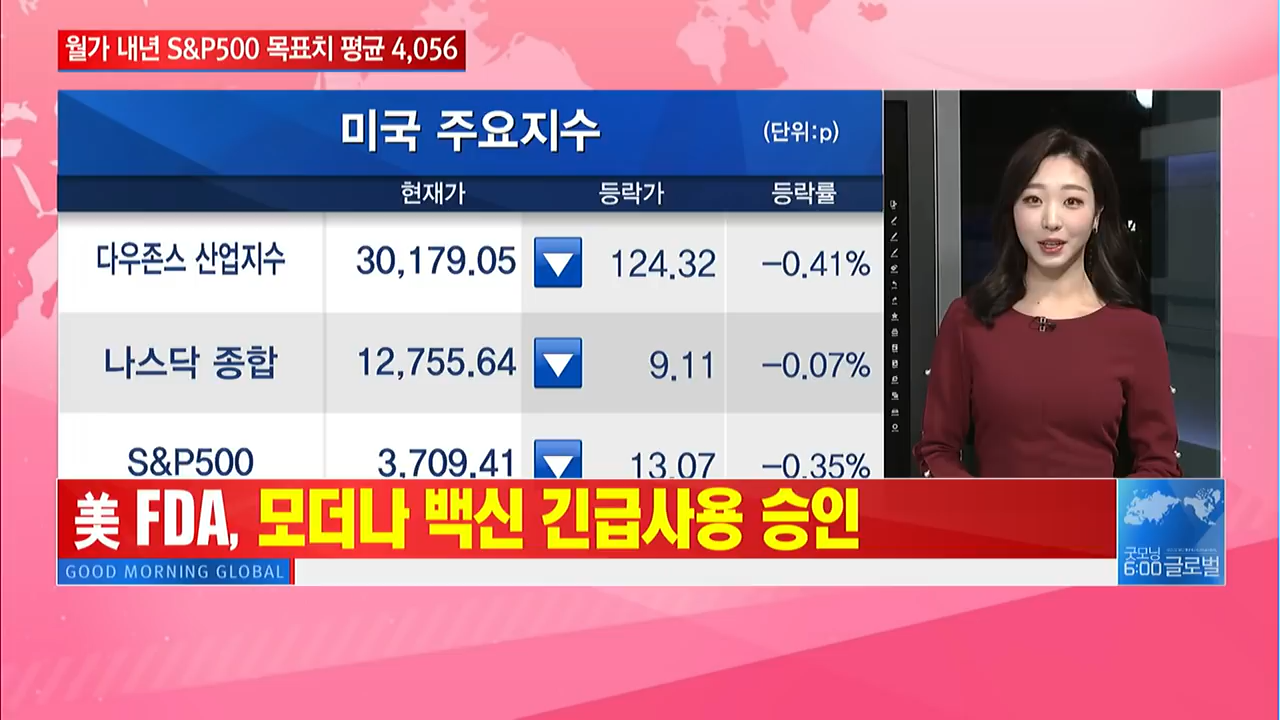 월가 내년 S&P500 목표치 평균 4,056
미국 주요지수 (단위:p)
현재가 등락가 등락률
다우존스 산업지수 30,179.05 ▼ 124.32 -0.41%
나스닥 종합 12,755.64 ▼ 9.11 -0.07%
S&P500 3,709.41 ▼ 13.07 -0.35%
美 FDA, 모더나 백신 긴급사용 승인
GOOD MORNING GLOBAL
굿모닝
6:00 글로벌